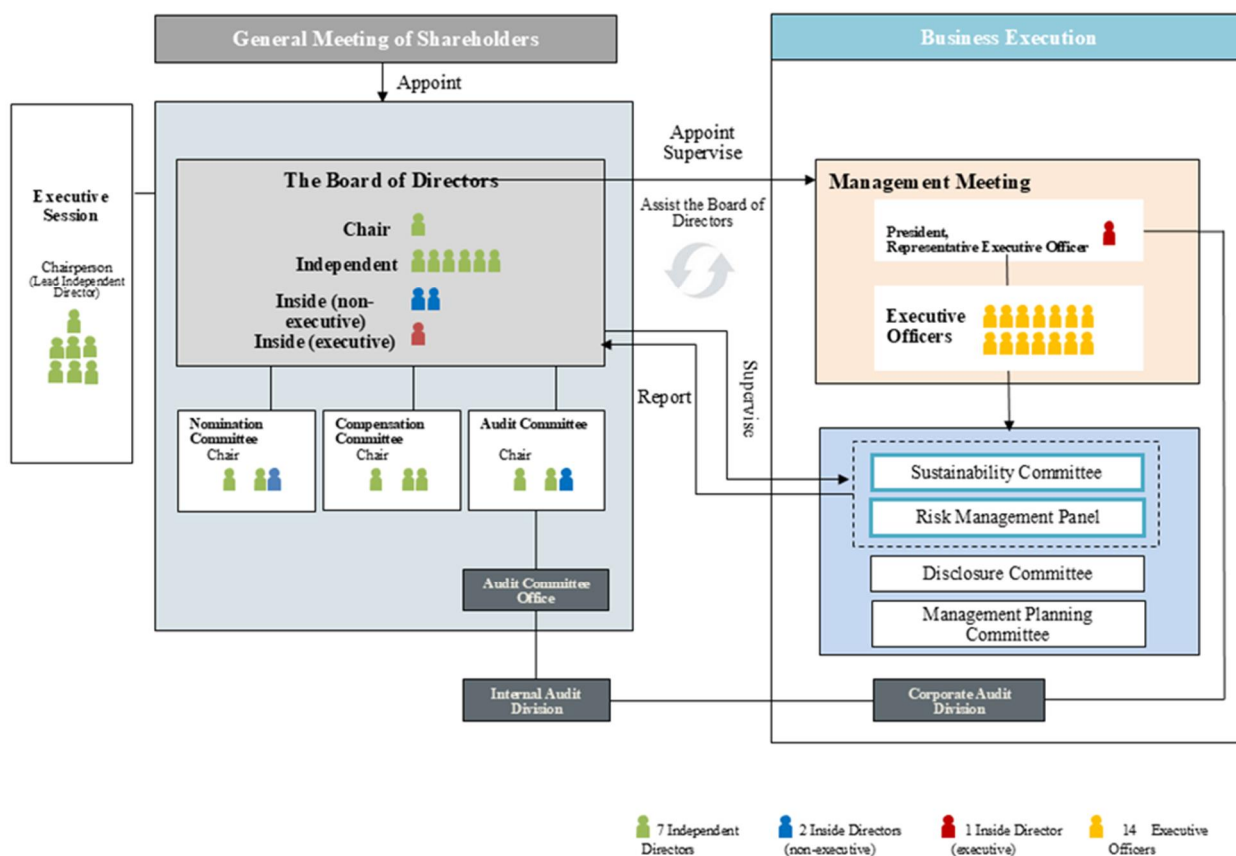 General Meeting of Shareholders
Business Execution
Appoint
Executive
Session
Chairperson
(Lead Independent
Director)
The Board of Directors
Chair
Independent
Inside (non-
executive)
Inside (executive)
Appoint
Supervise
Assist the Board of
Directors
Management Meeting
President,
Representative Executive Officer
Executive
Officers
Report
Supervise
Nomination
Committee
Chair
Compensation
Committee
Chair
Audit Committee
Chair
Sustainability Committee
Risk Management Panel
Disclosure Committee
Management Planning
Committee
Audit Committee
Office
Internal Audit
Division
Corporate Audit
Division
7 Independent
Directors
2 Inside Directors
(non-executive)
1 Inside Director
(executive)
14 Executive
Officers